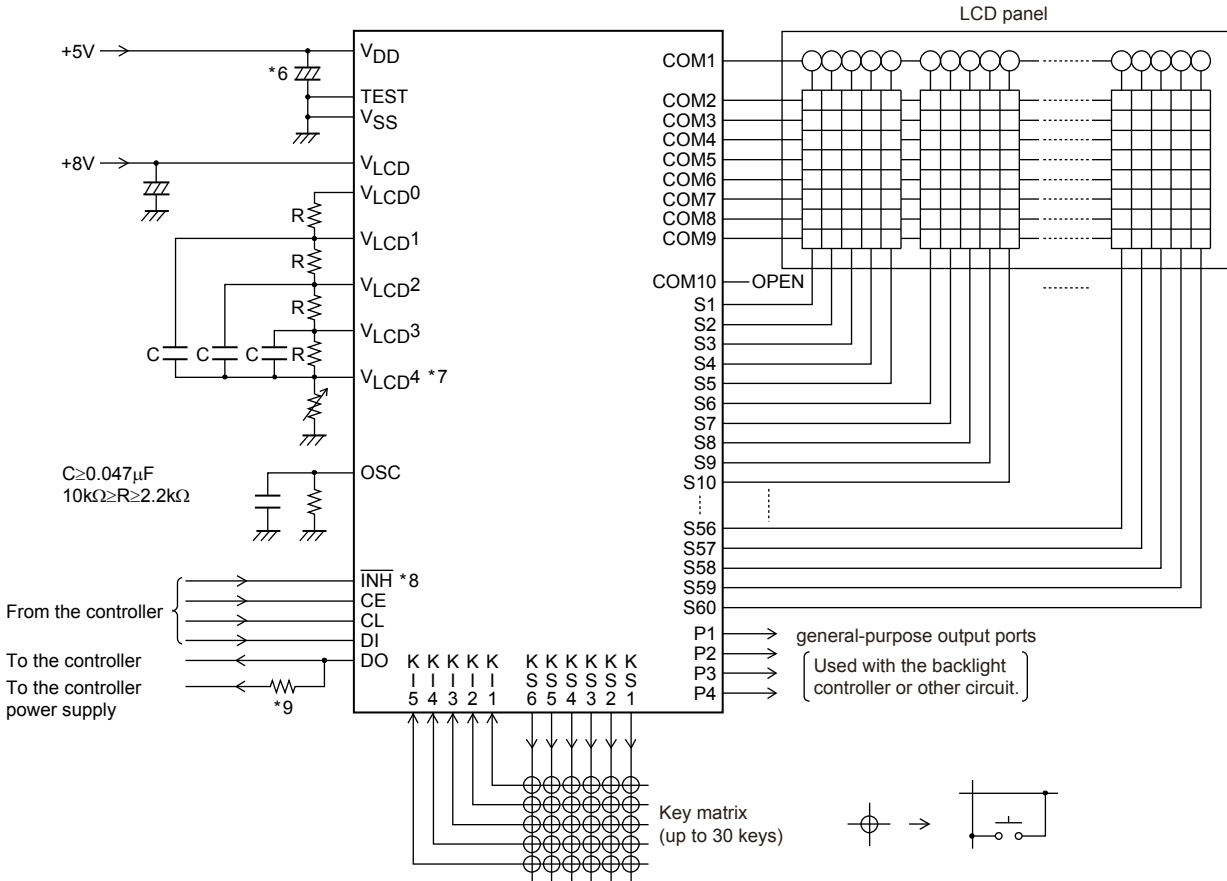 LCD panel
+5V
VDD
*6
TEST
VSS
+8V
VLCD
VLCD0
R
VLCD1
R
VLCD2
R
VLCD3
C
C
C
R
VLCD4 *7
C≥0.047μF
10kΩ≥R≥2.2kΩ
OSC
From the controller
INH *8
CE
CL
DI
To the controller
DO
To the controller
power supply
*9
COM1
COM2
COM3
COM4
COM5
COM6
COM7
COM8
COM9
COM10
OPEN
S1
S2
S3
S4
S5
S6
S7
S8
S9
S10
S56
S57
S58
S59
S60
P1
P2
P3
P4
general-purpose output ports
Used with the backlight
controller or other circuit.
K K K K K K K K K K K
I I I I I S S S S S S
5 4 3 2 1 6 5 4 3 2 1
Key matrix
(up to 30 keys)